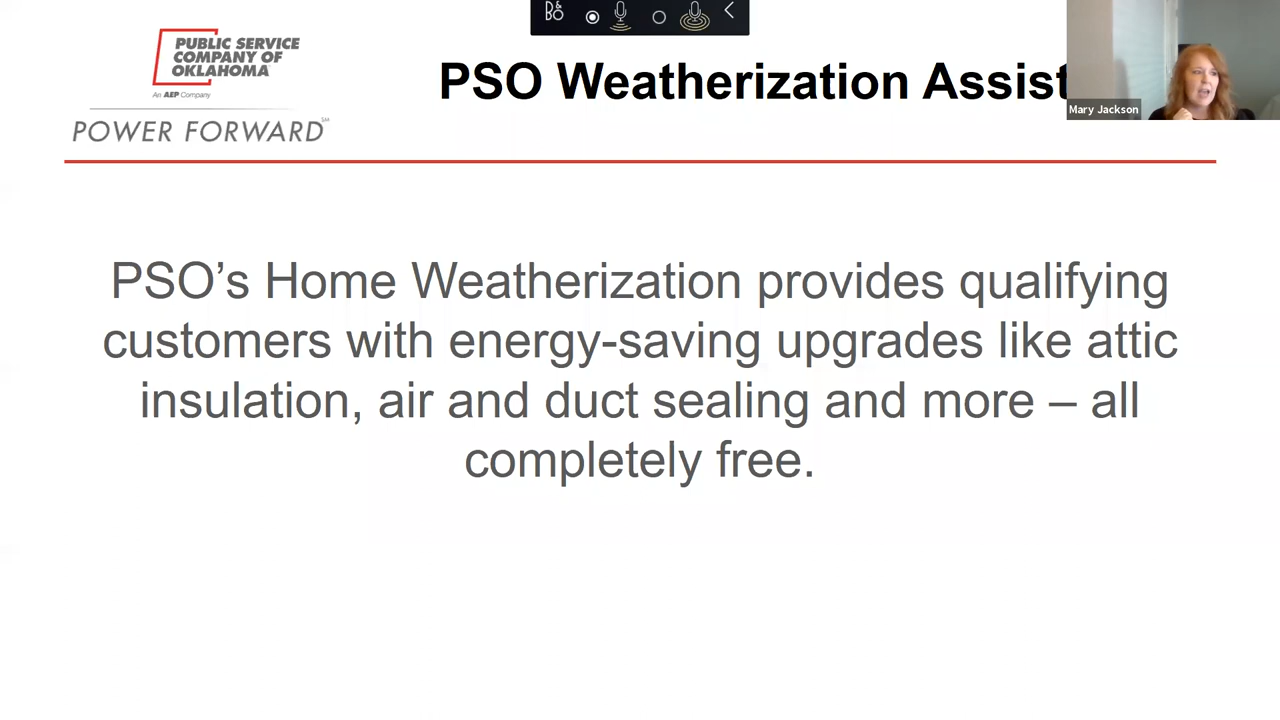 PUBLIC SERVICE
COMPANY OF
OKLAHOMA
An AEP Company
POWER FORWARD℠
B&O
PSO Weatherization Assist
Mary Jackson
PSO’s Home Weatherization provides qualifying
customers with energy-saving upgrades like attic
insulation, air and duct sealing and more – all
completely free.